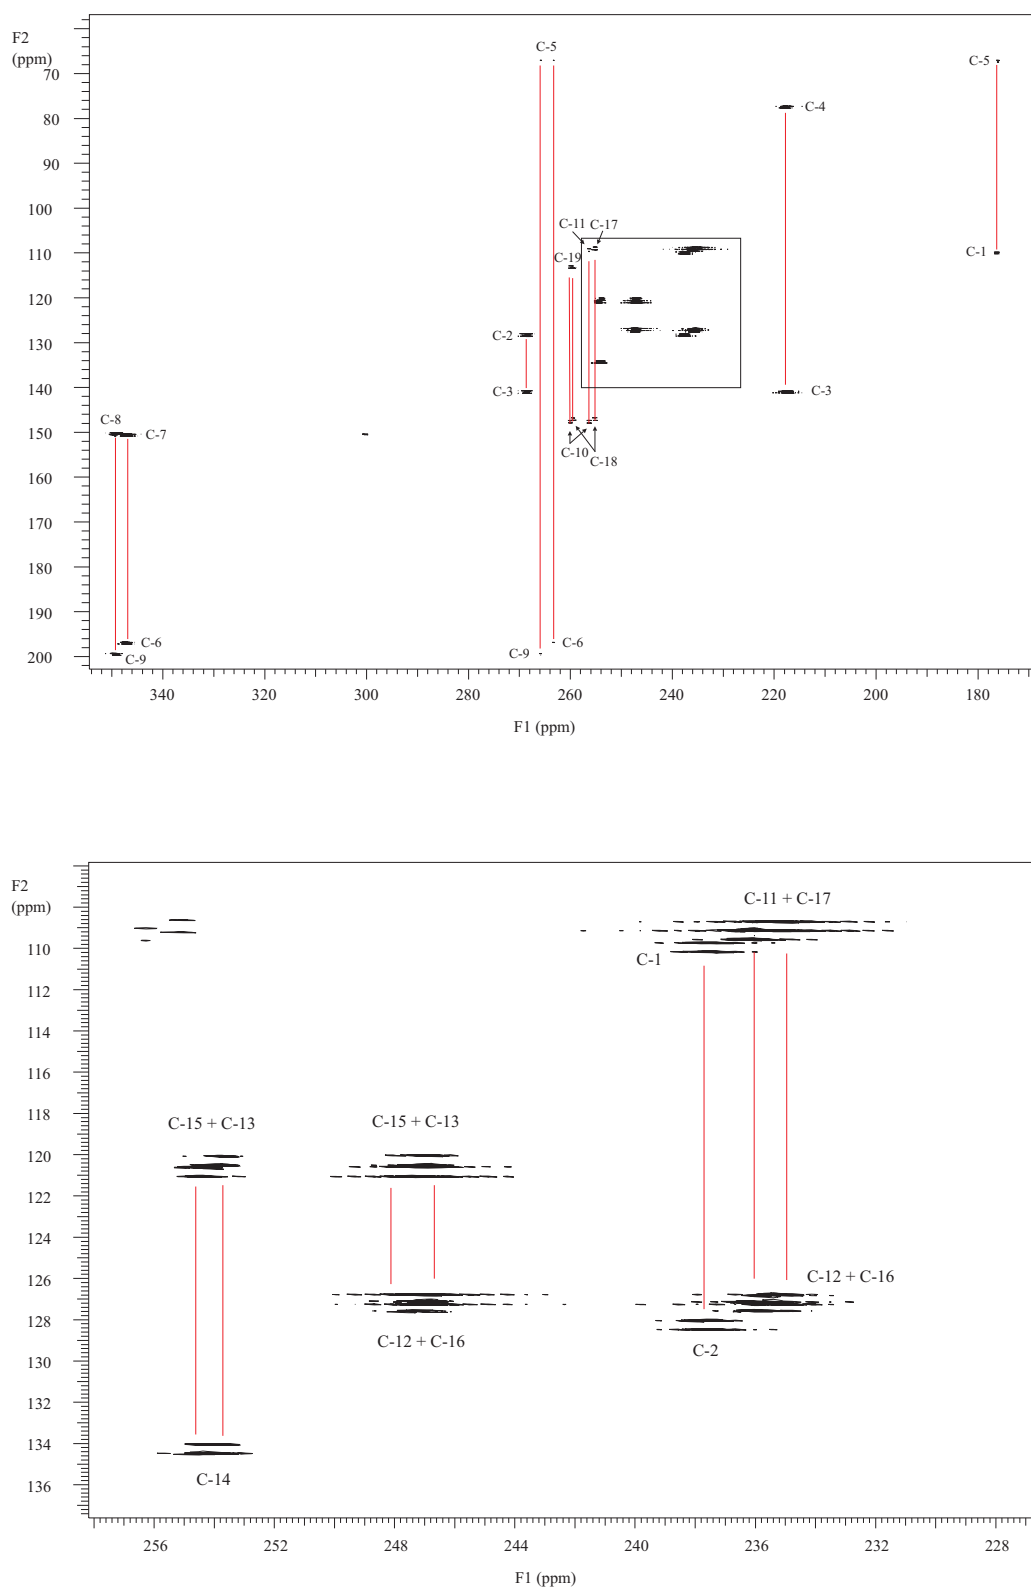 F2
(ppm)
C-5
C-5
70
C-4
80
90
100
C-11
C-17
110
C-19
C-1
120
C-2
130
140
C-3
C-3
C-8
C-7
150
C-10
C-18
160
170
180
190
C-6
C-6
C-9
C-9
200
340 320 300 280 260 240 220 200 180
F1 (ppm)
F2
(ppm)
C-11 + C-17
108
110
C-1
112
114
116
118
C-15 + C-13
C-15 + C-13
120
122
124
126
C-12 + C-16
128
C-12 + C-16
C-2
130
132
134
C-14
136
256 252 248 244 240 236 232 228
F1 (ppm)